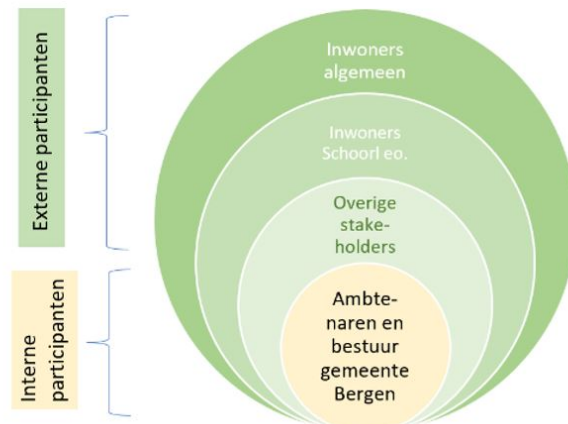 Externe participanten
Interne
participanten
Inwoners
algemeen
Inwoners
Schoorl eo.
Overige
stake-
holders
Ambte-
naren en
bestuur
gemeente
Bergen